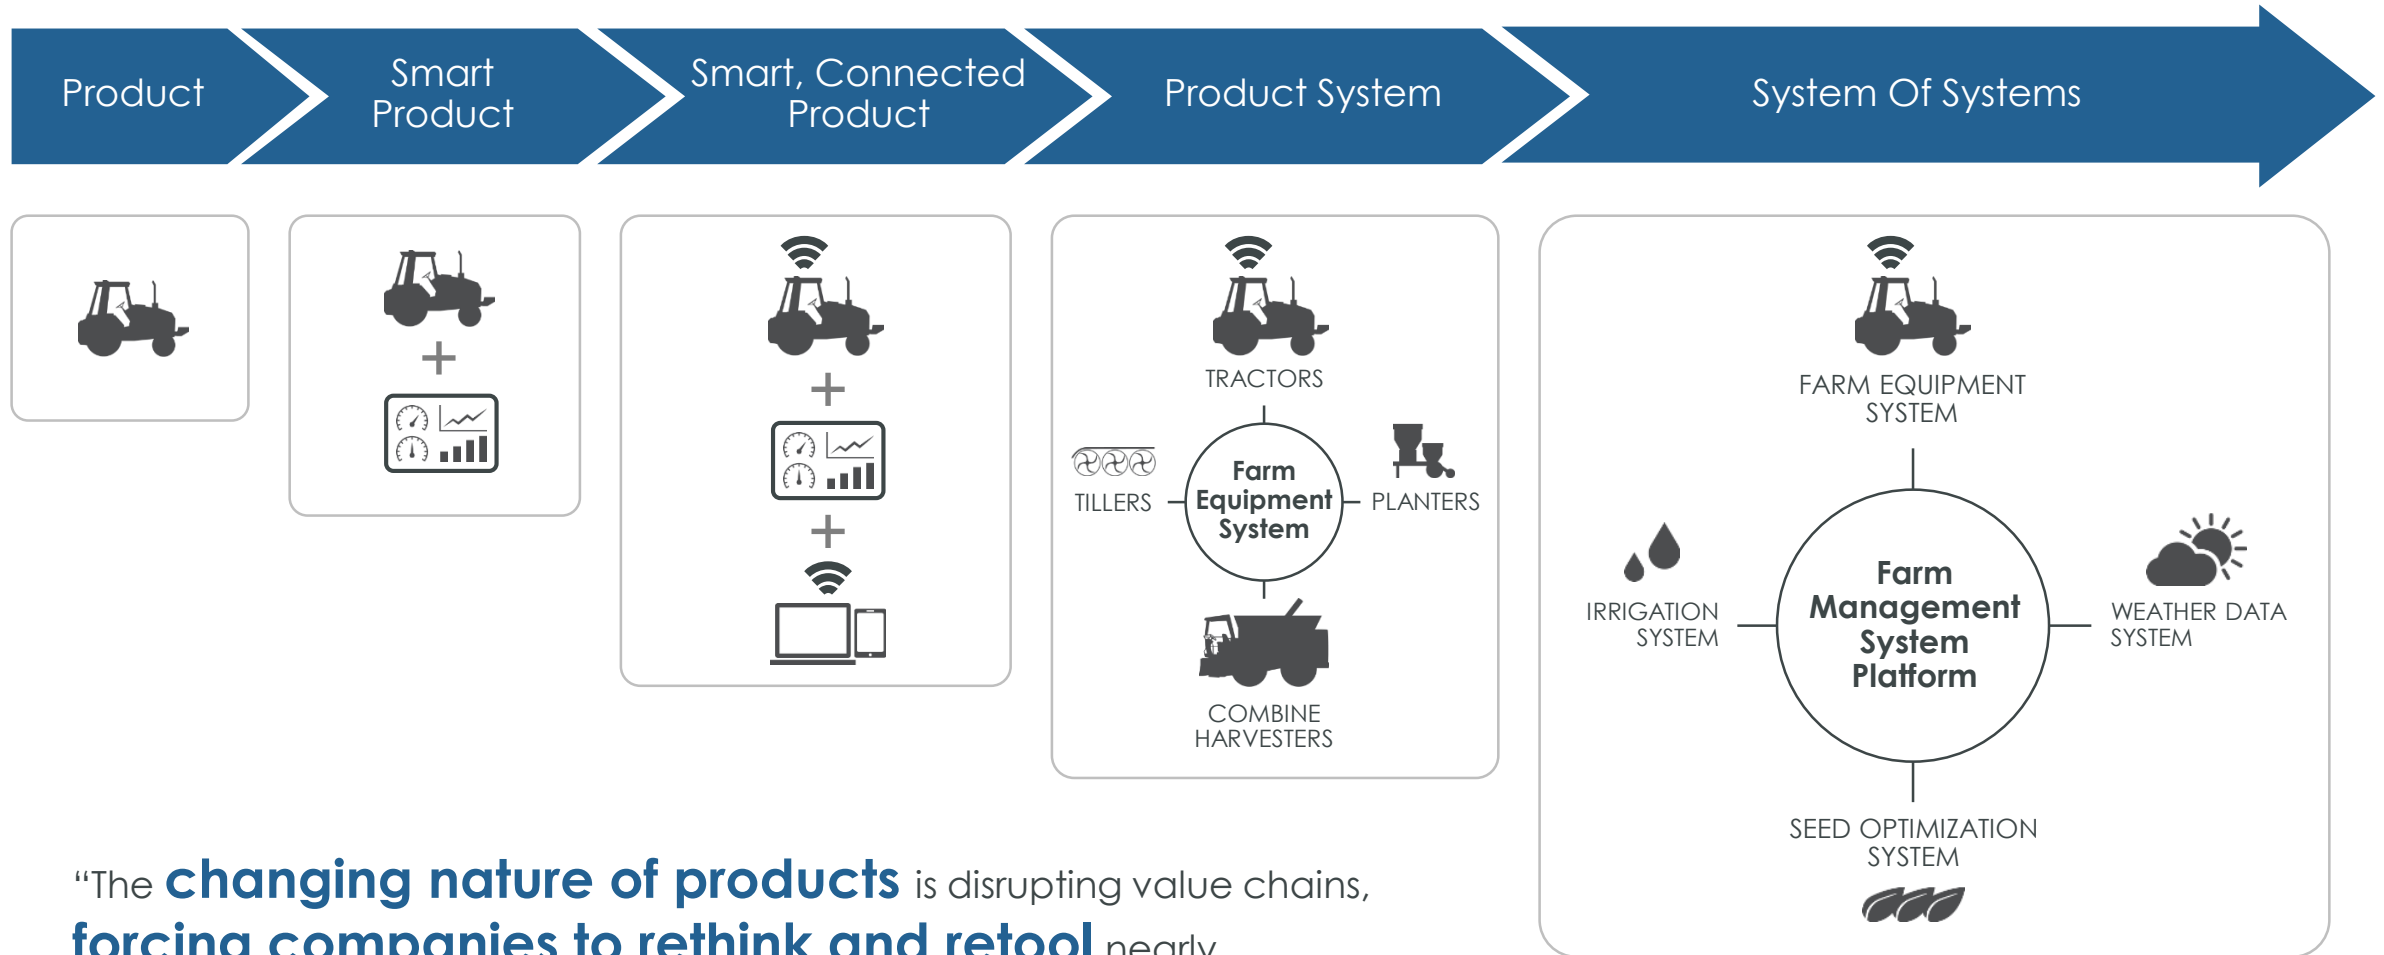 Product
Smart
Product
Smart, Connected
Product
Product System
System Of Systems
TRACTORS
TILLERS
Farm
Equipment
System
PLANTERS
COMBINE
HARVESTERS
FARM EQUIPMENT
SYSTEM
IRRIGATION
SYSTEM
Farm
Management
System
Platform
WEATHER DATA
SYSTEM
SEED OPTIMIZATION
SYSTEM
“The changing nature of products is disrupting value chains,
forcing companies to rethink and retool nearly